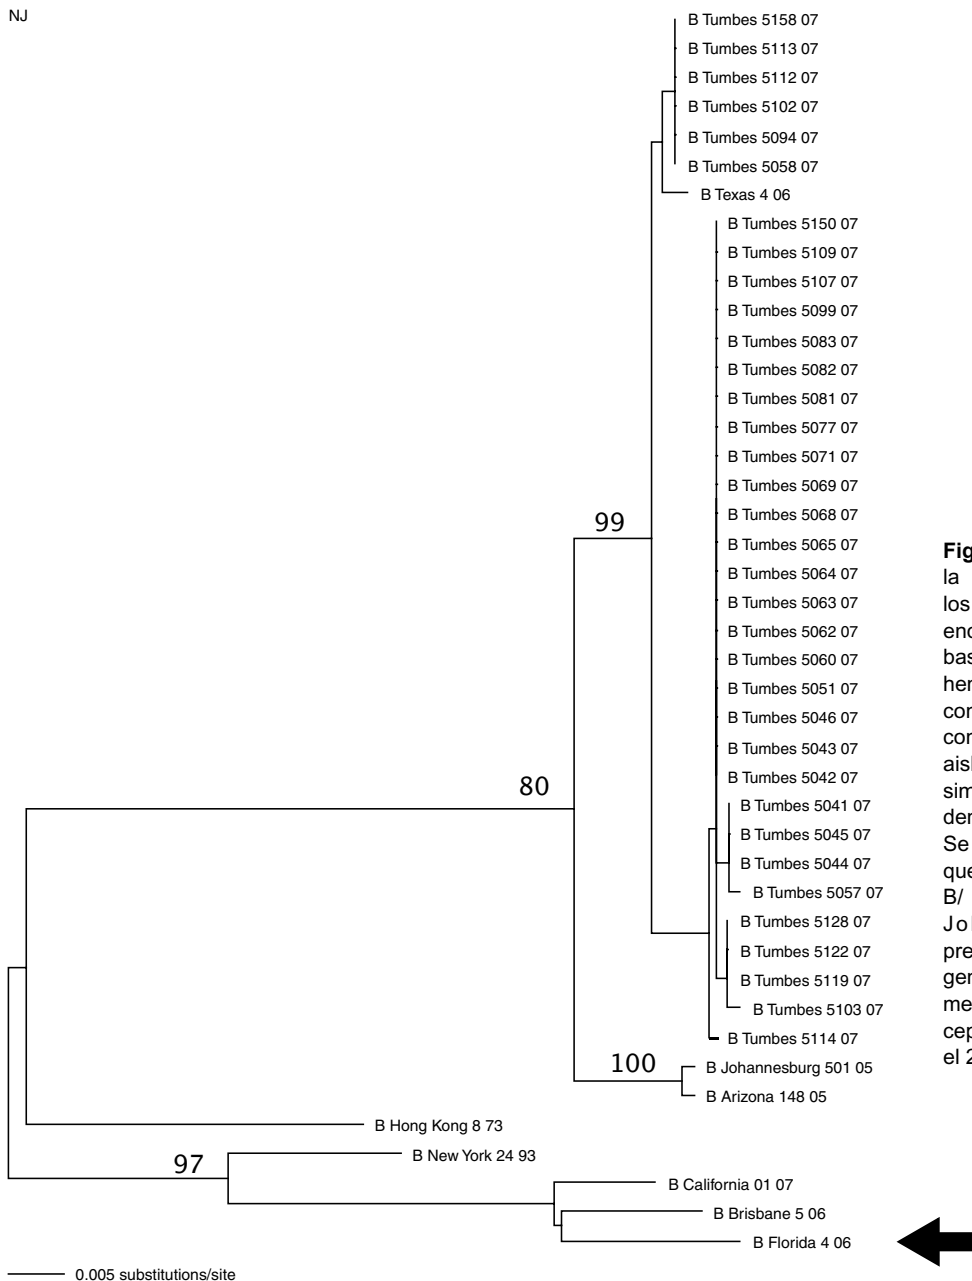 NJ
B Tumbes 5158 07
B Tumbes 5113 07
B Tumbes 5112 07
B Tumbes 5102 07
B Tumbes 5094 07
B Tumbes 5058 07
B Texas 4 06
B Tumbes 5150 07
B Tumbes 5109 07
B Tumbes 5107 07
B Tumbes 5099 07
B Tumbes 5083 07
B Tumbes 5082 07
B Tumbes 5081 07
B Tumbes 5077 07
B Tumbes 5071 07
B Tumbes 5069 07
B Tumbes 5068 07
99
B Tumbes 5065 07
B Tumbes 5064 07
B Tumbes 5063 07
B Tumbes 5062 07
B Tumbes 5060 07
B Tumbes 5051 07
B Tumbes 5046 07
B Tumbes 5043 07
B Tumbes 5042 07
80
B Tumbes 5041 07
B Tumbes 5045 07
B Tumbes 5044 07
B Tumbes 5057 07
B Tumbes 5128 07
B Tumbes 5122 07
B Tumbes 5119 07
B Tumbes 5103 07
B Tumbes 5114 07
100
B Johannesburg 501 05
B Arizona 148 05
B Hong Kong 8 73
B New York 24 93
97
B California 01 07
B Brisbane 5 06
B Florida 4 06
0.005 substitutions/site
la
los
Se
B/
el